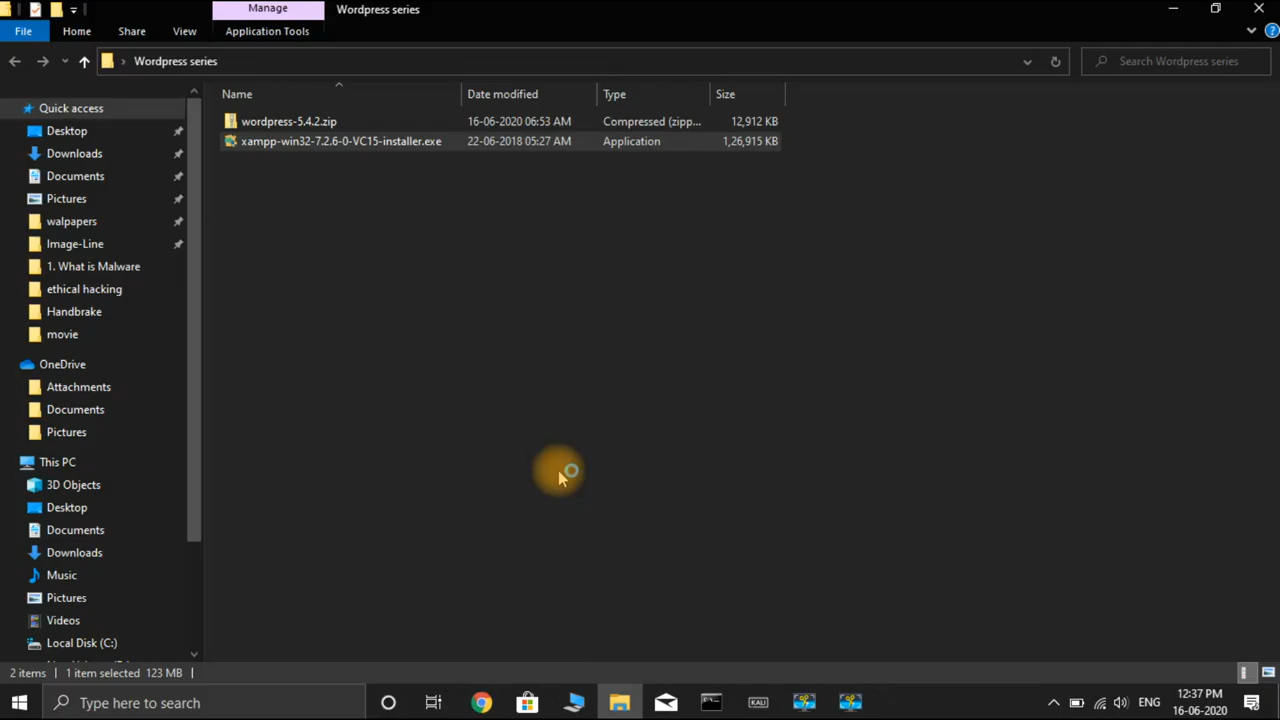 Manage
Wordpress series
File
Home
Share
View
Application Tools
Wordpress series
Search Wordpress series
Name
Date modified
Type
Size
wordpress-5.4.2.zip
16-06-2020 06:53 AM
Compressed (zipp...
12,912 KB
xampp-win32-7.2.6-0-VC15-installer.exe
22-06-2018 05:27 AM
Application
1,26,915 KB
Quick access
Desktop
Downloads
Documents
Pictures
walpapers
Image-Line
1. What is Malware
ethical hacking
Handbrake
movie
OneDrive
Attachments
Documents
Pictures
This PC
3D Objects
Desktop
Documents
Downloads
Music
Pictures
Videos
Local Disk (C:)
2 items
1 item selected 123 MB
Type here to search
KALI
ENG
12:37 PM
16-06-2020